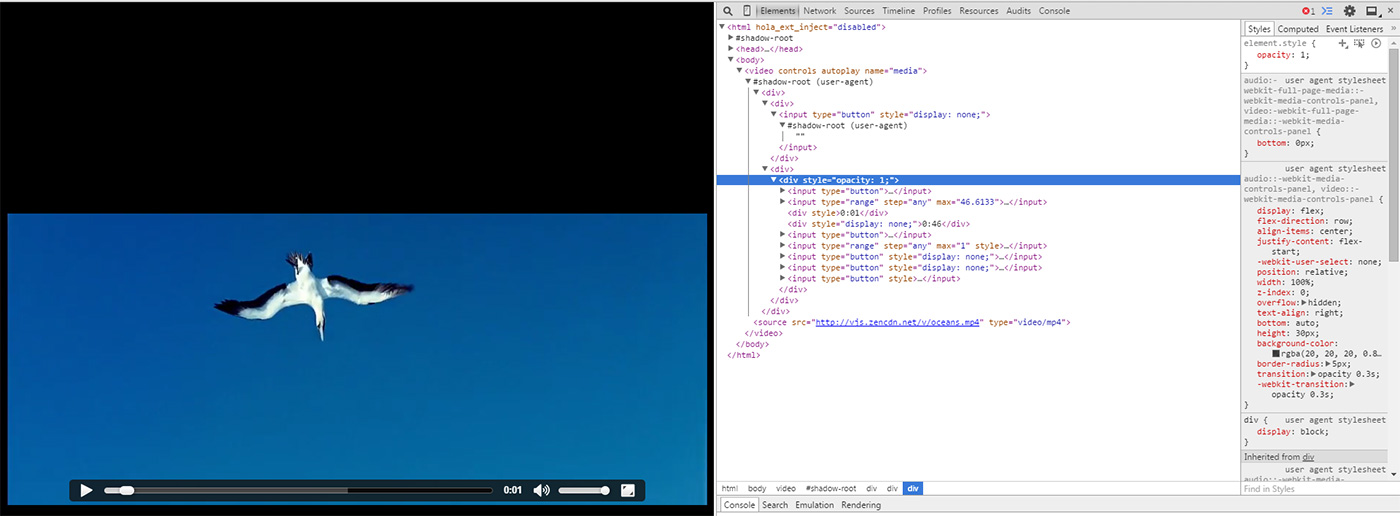 0:01
Elements Network Sources Timeline Profiles Resources Audits Console
1
<html hola_ext_inject="disabled">
#shadow-root
<head>…</head>
<body>
<video controls autoplay name="media">
#shadow-root (user-agent)
<div>
<div>
<input type="button" style="display: none;">
#shadow-root (user-agent)
""
</input>
</div>
<div>
<div style="opacity: 1;">
<input type="button">…</input>
<input type="range" step="any" max="46.6133">…</input>
<div style>0:01</div>
<div style="display: none;">0:46</div>
<input type="button">…</input>
<input type="range" step="any" max="1" style>…</input>
<input type="button" style="display: none;">…</input>
<input type="button" style="display: none;">…</input>
<input type="button" style>…</input>
</div>
</div>
</div>
<source src="http://vjs.zencdn.net/v/oceans.mp4" type="video/mp4">
</video>
</body>
</html>
html body video #shadow-root div div div
Console Search Emulation Rendering
Styles Computed Event Listeners »
element.style {
opacity: 1;
}
audio:- user agent stylesheet
webkit-full-page-media::-
webkit-media-controls-panel,
video:-webkit-full-page-
media::-webkit-media-
controls-panel {
bottom: 0px;
}
user agent stylesheet
audio::-webkit-media-
controls-panel, video::-
webkit-media-controls-panel {
display: flex;
flex-direction: row;
align-items: center;
justify-content: flex-
start;
-webkit-user-select: none;
position: relative;
width: 100%;
z-index: 0;
overflow: hidden;
text-align: right;
bottom: auto;
height: 30px;
background-color:
rgba(20, 20, 20, 0.8…
border-radius: 5px;
transition: opacity 0.3s;
-webkit-transition:
opacity 0.3s;
}
div { user agent stylesheet
display: block;
}
Inherited from div
user agent stylesheet
Find in Styles